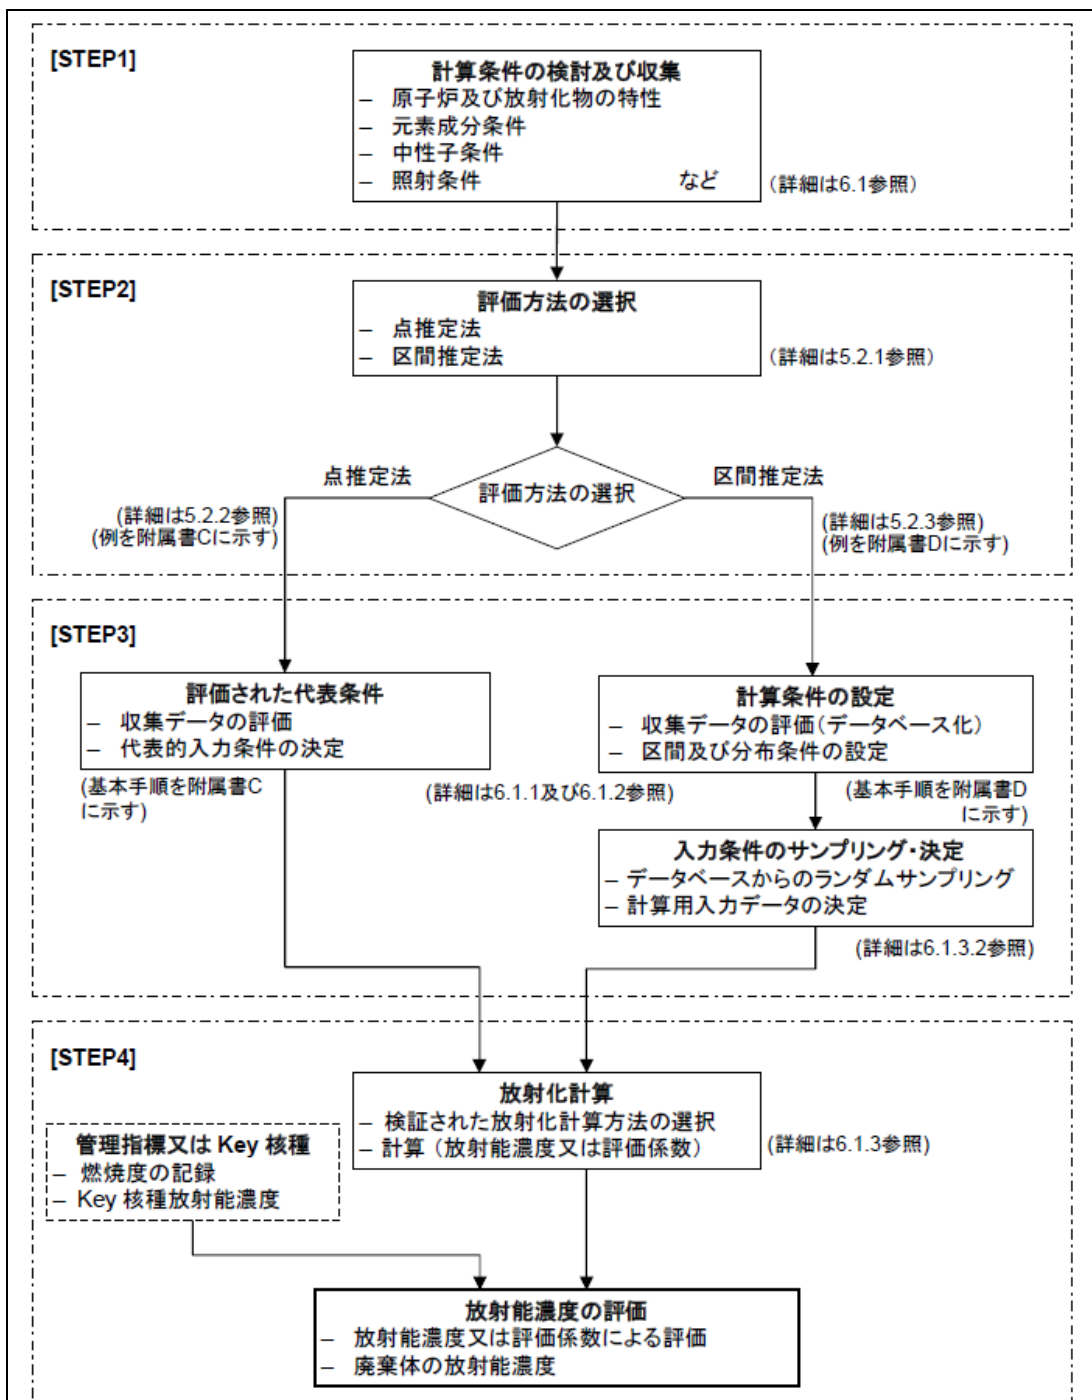 [STEP1]
計算条件の検討及び収集
– 原子炉及び放射化物の特性
– 元素成分条件
– 中性子条件
– 照射条件 など
(詳細は6.1参照)
[STEP2]
評価方法の選択
– 点推定法
– 区間推定法
(詳細は5.2.1参照)
評価方法の選択
点推定法
(詳細は5.2.2参照)
(例を附属書Cに示す)
区間推定法
(詳細は5.2.3参照)
(例を附属書Dに示す)
[STEP3]
評価された代表条件
– 収集データの評価
– 代表的入力条件の決定
(基本手順を附属書C
に示す)
(詳細は6.1.1及び6.1.2参照)
計算条件の設定
– 収集データの評価(データベース化)
– 区間及び分布条件の設定
(基本手順を附属書D
に示す)
入力条件のサンプリング・決定
– データベースからのランダムサンプリング
– 計算用入力データの決定
(詳細は6.1.3.2参照)
[STEP4]
放射化計算
– 検証された放射化計算方法の選択
– 計算 (放射能濃度又は評価係数)
(詳細は6.1.3参照)
管理指標又は Key 核種
– 燃焼度の記録
– Key 核種放射能濃度
放射能濃度の評価
– 放射能濃度又は評価係数による評価
– 廃棄体の放射能濃度